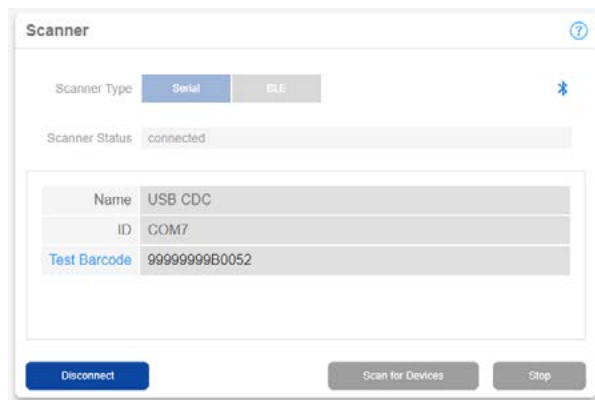 Scanner
?
Scanner Type Serial BLE
Scanner Status connected
Name USB CDC
ID COM7
Test Barcode 99999999B0052
Disconnect Scan for Devices Stop